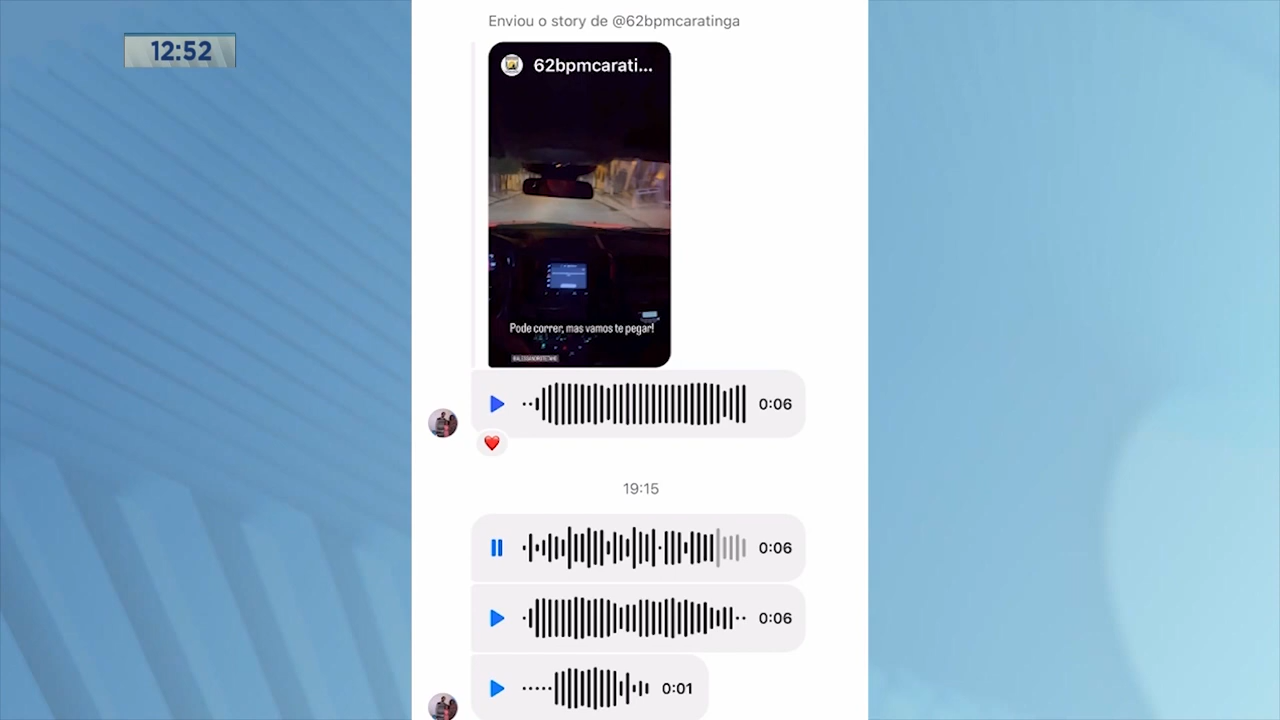 12:52
Enviou o story de @62bpmcaratinga
62bpmcarati...
Pode correr, mas vamos te pegar!
0:06
19:15
0:06
0:06
0:01